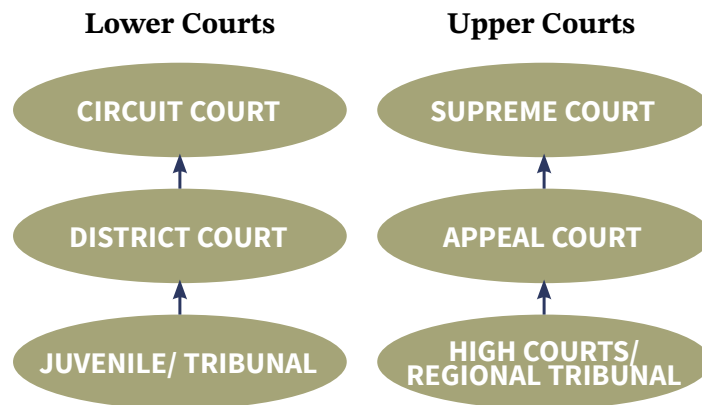 Lower Courts
CIRCUIT COURT
DISTRICT COURT
JUVENILE/ TRIBUNAL
Upper Courts
SUPREME COURT
APPEAL COURT
HIGH COURTS/
REGIONAL TRIBUNAL